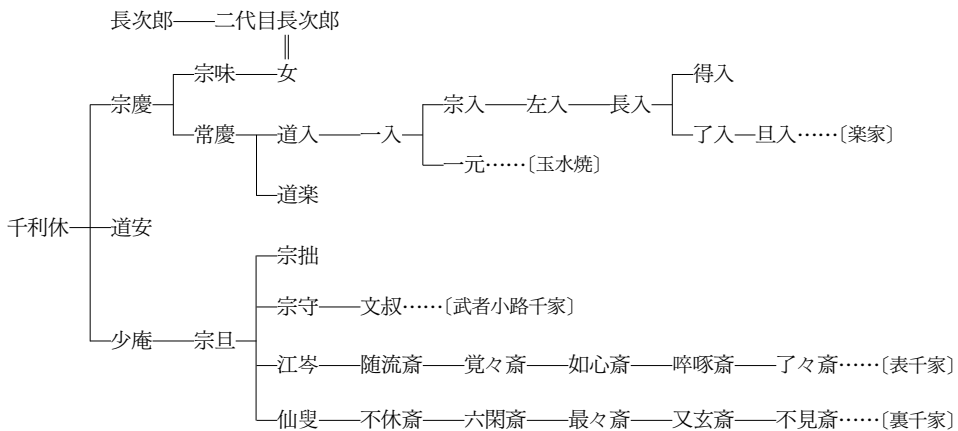 長次郎 二代目長次郎
宗味 女 得入
宗慶 宗入 左入 長入
常慶 道入 一入 了入 旦入……〔楽家〕
一元……〔玉水焼〕
道楽
千利休 道安
宗拙
宗守 文叔……〔武者小路千家〕
少庵 宗旦
江岑 随流斎 覚々斎 如心斎 啐啄斎 了々斎……〔表千家〕
仙叟 不休斎 六閑斎 最々斎 又玄斎 不見斎……〔裏千家〕